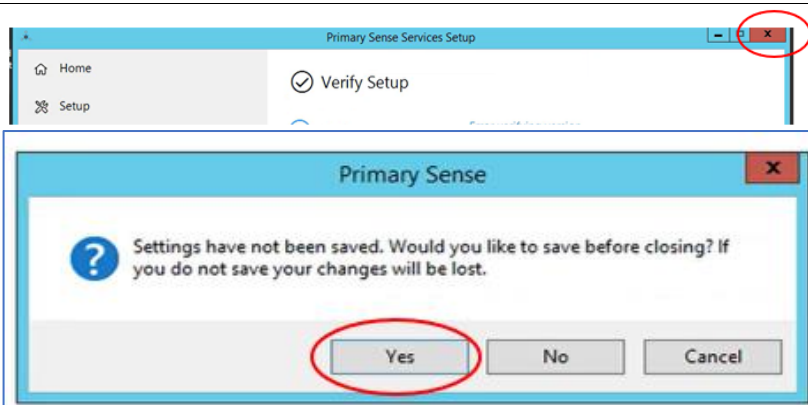 Primary Sense Services Setup
Home
Verify Setup
Setup
Primary Sense
Settings have not been saved. Would you like to save before closing? If
you do not save your changes will be lost.
Yes No Cancel